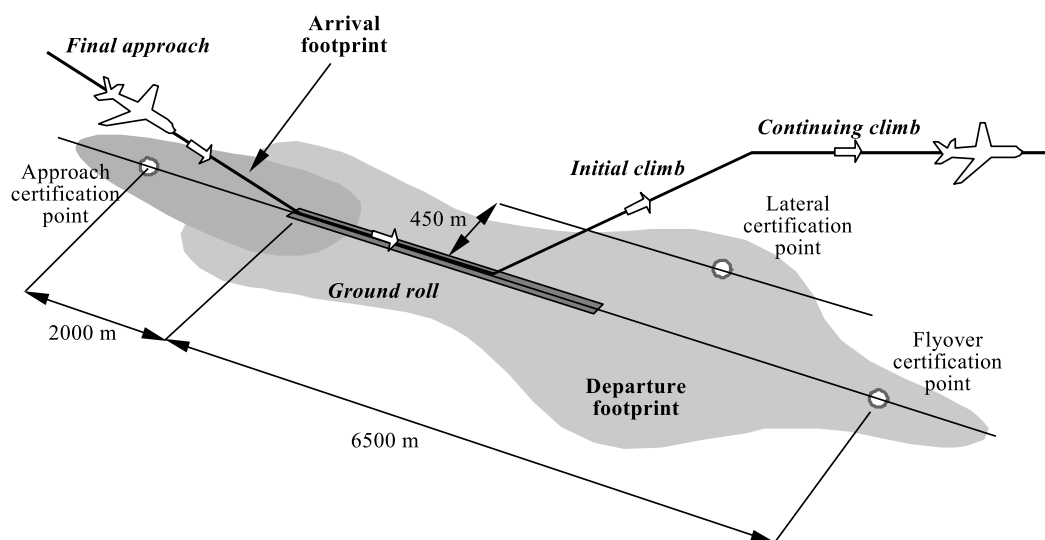 Arrival
footprint
Final approach
Continuing climb
Approach
certification
point
Initial climb
450 m
Lateral
certification
point
Ground roll
2000 m
Flyover
certification
point
Departure
footprint
6500 m